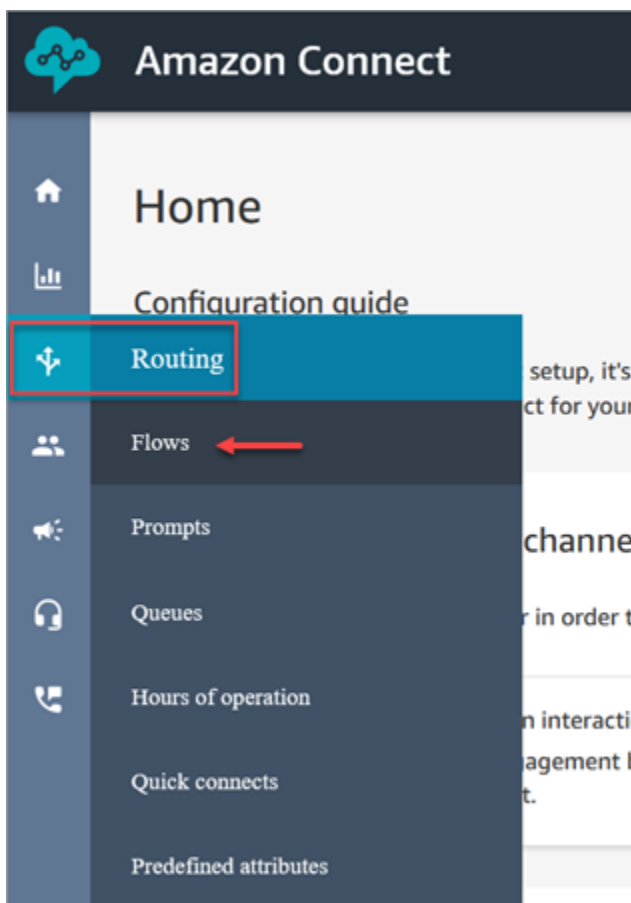 Amazon Connect
Home
Configuration guide
Routing
setup, it's
ct for your
Flows
Prompts
channe
Queues
r in order t
Hours of operation
n interacti
Quick connects
agement b
t.
Predefined attributes